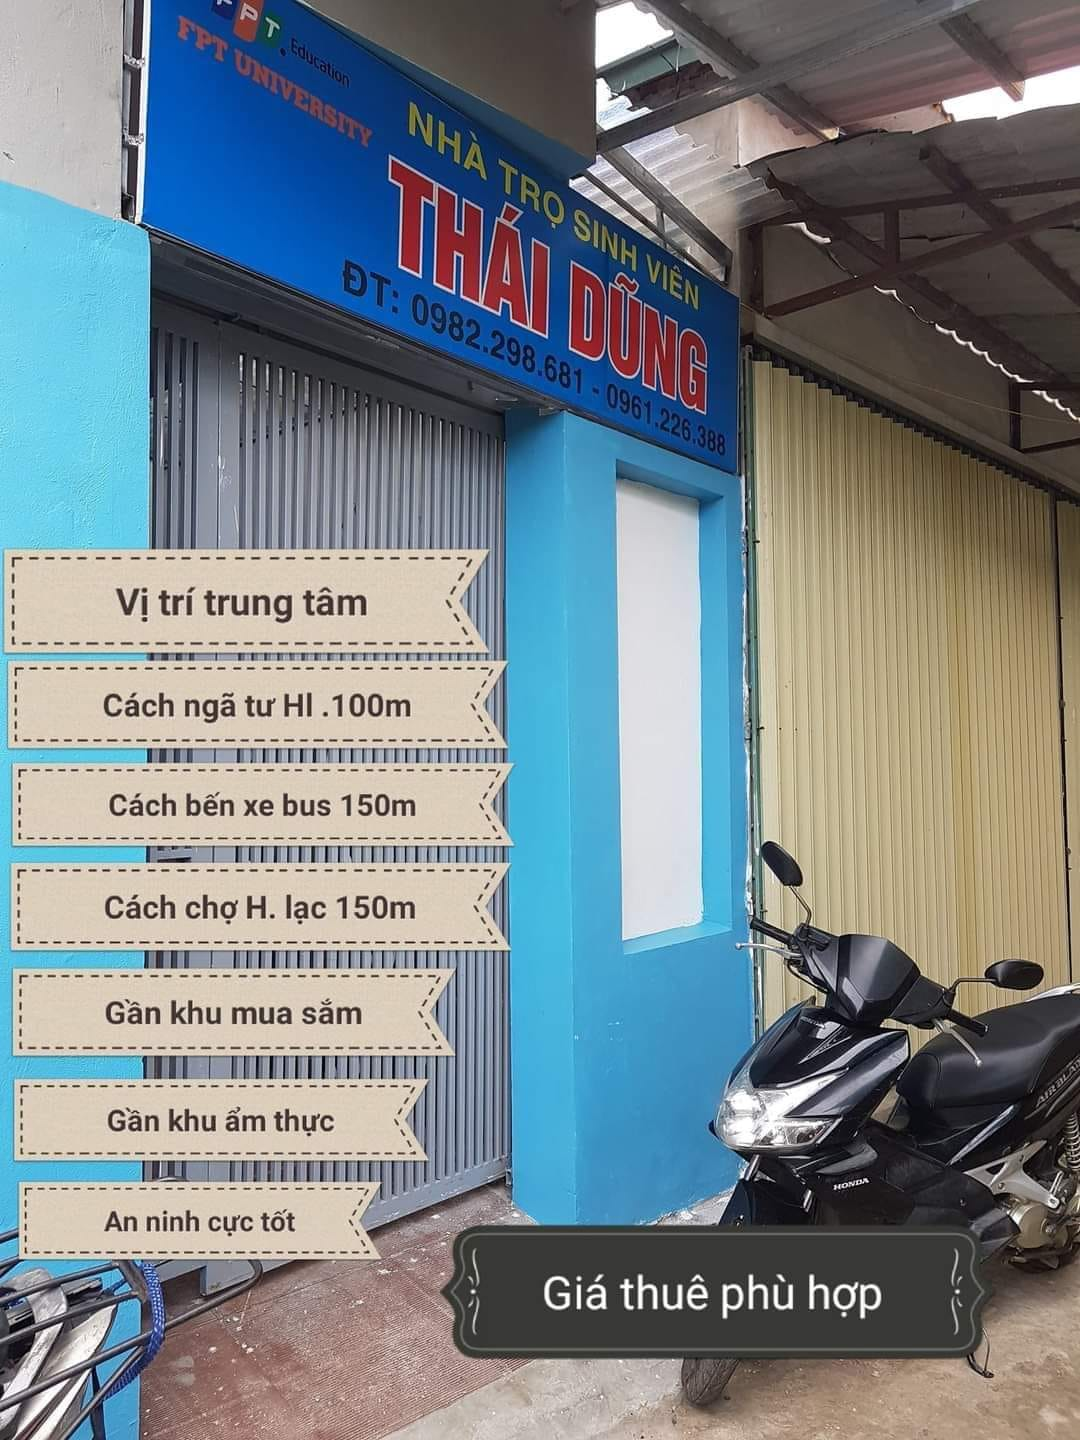 FPT. Education
FPT UNIVERSITY
NHÀ TRỌ SINH VIÊN
THÁI DŨNG
ĐT: 0982.298.681 - 0961.226.388
Vị trí trung tâm
Cách ngã tư Hl .100m
Cách bến xe bus 150m
Cách chợ H. lạc 150m
Gần khu mua sắm
Gần khu ẩm thực
An ninh cực tốt
Giá thuê phù hợp
HONDA
AIRBLA